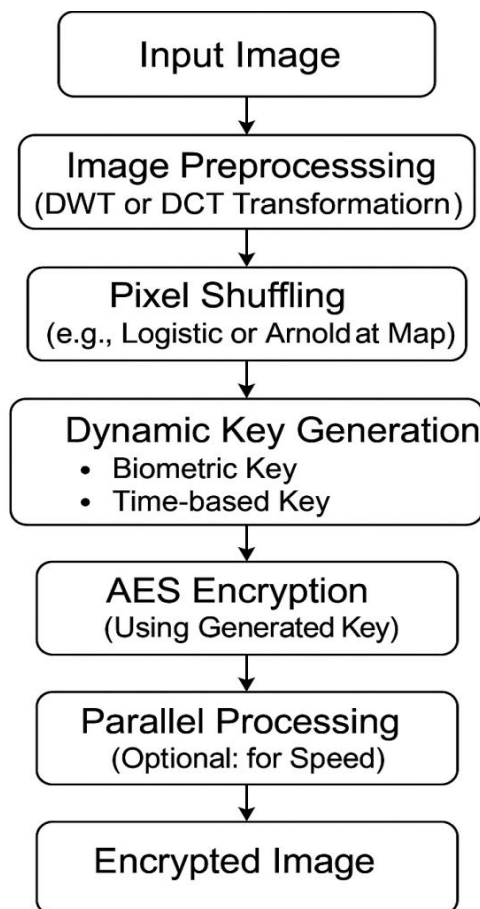 Input Image
Image Preprocesssing
(DWT or DCT Transformatiorn)
Pixel Shuffling
(e.g., Logistic or Arnold at Map)
Dynamic Key Generation
• Biometric Key
• Time-based Key
AES Encryption
(Using Generated Key)
Parallel Processing
(Optional: for Speed)
Encrypted Image